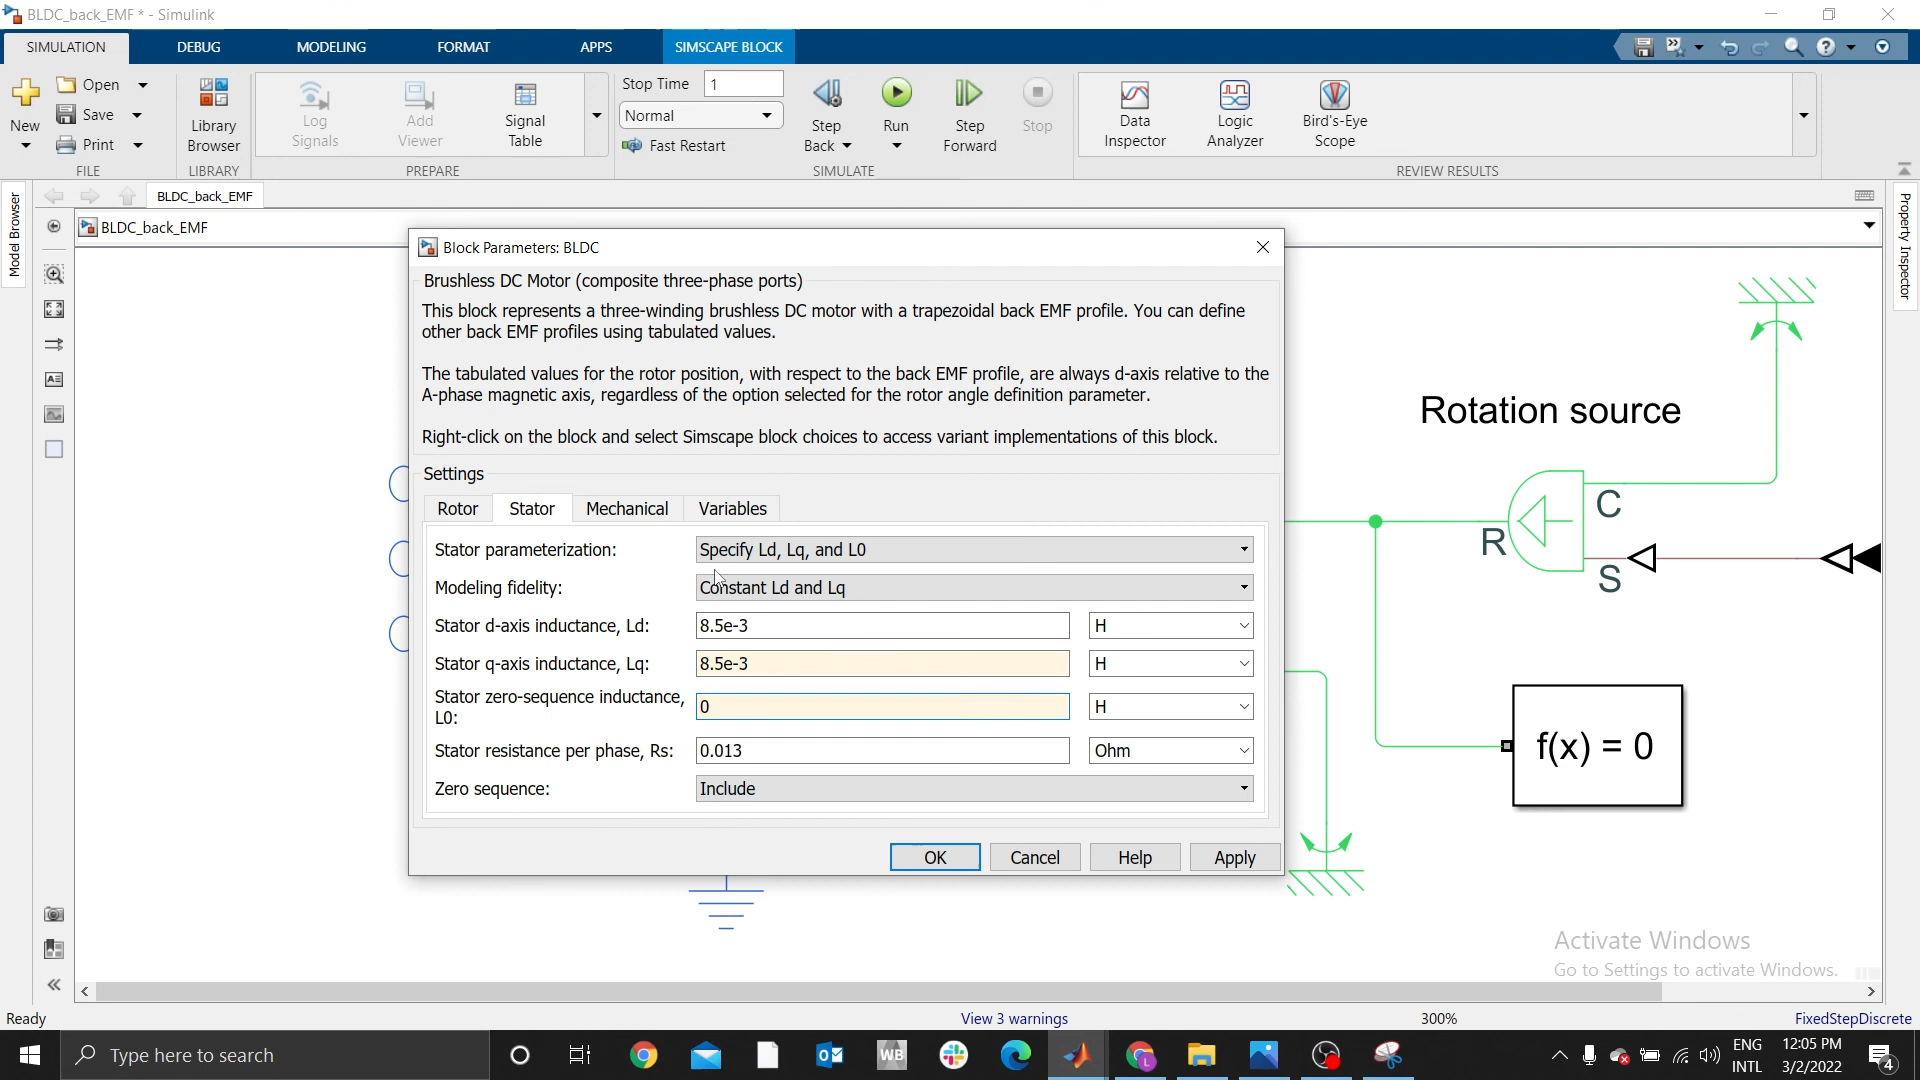 BLDC_back_EMF * - Simulink
SIMULATION
DEBUG
MODELING
FORMAT
APPS
SIMSCAPE BLOCK
New
Open
Save
Print
FILE
Library
Browser
LIBRARY
Log
Signals
Add
Viewer
Signal
Table
PREPARE
Stop Time 1
Normal
Fast Restart
Step
Back
Run
Step
Forward
Stop
SIMULATE
Data
Inspector
Logic
Analyzer
Bird's-Eye
Scope
REVIEW RESULTS
Model Browser
BLDC_back_EMF
BLDC_back_EMF
Property Inspector
Block Parameters: BLDC
Brushless DC Motor (composite three-phase ports)
This block represents a three-winding brushless DC motor with a trapezoidal back EMF profile. You can define
other back EMF profiles using tabulated values.
The tabulated values for the rotor position, with respect to the back EMF profile, are always d-axis relative to the
A-phase magnetic axis, regardless of the option selected for the rotor angle definition parameter.
Right-click on the block and select Simscape block choices to access variant implementations of this block.
Settings
Rotor Stator Mechanical Variables
Stator parameterization: Specify Ld, Lq, and L0
Modeling fidelity: Constant Ld and Lq
Stator d-axis inductance, Ld: 8.5e-3 H
Stator q-axis inductance, Lq: 8.5e-3 H
Stator zero-sequence inductance,
L0: 0 H
Stator resistance per phase, Rs: 0.013 Ohm
Zero sequence: Include
OK Cancel Help Apply
Rotation source
C
R
S
f(x) = 0
Activate Windows
Go to Settings to activate Windows.
Ready
View 3 warnings
300%
FixedStepDiscrete
Type here to search
WB
ENG
INTL
12:05 PM
3/2/2022
4